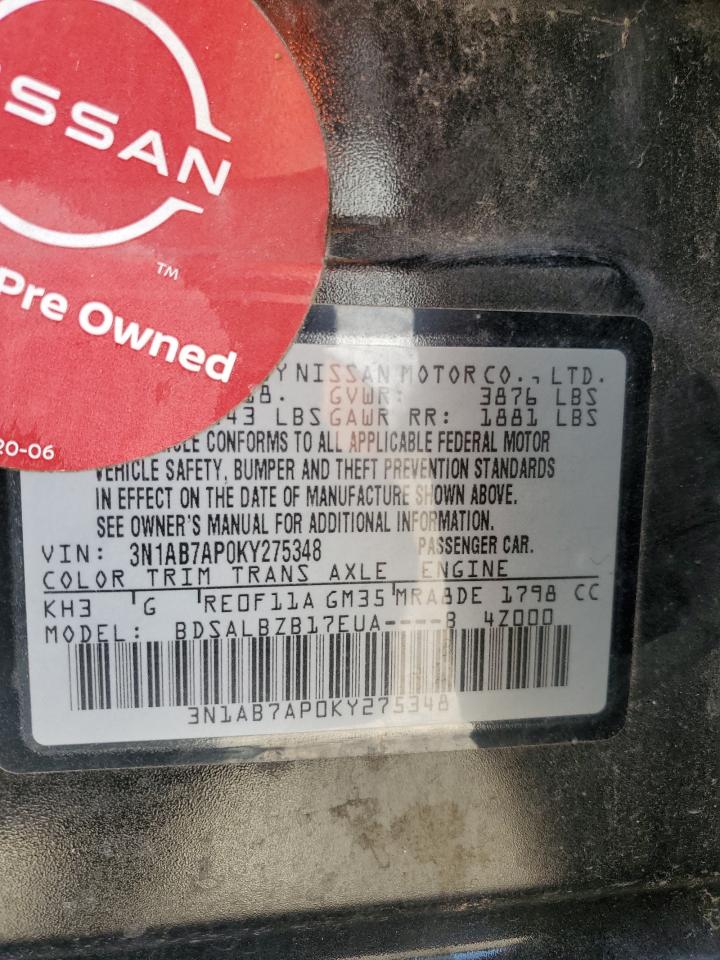 ISSAN
TM
Pre Owned
20-06
Y NISSAN MOTOR CO., LTD.
68. GVWR: 3876 LBS
43 LBS GAWR RR: 1881 LBS
CONFORMS TO ALL APPLICABLE FEDERAL MOTOR
VEHICLE SAFETY, BUMPER AND THEFT PREVENTION STANDARDS
IN EFFECT ON THE DATE OF MANUFACTURE SHOWN ABOVE.
SEE OWNER'S MANUAL FOR ADDITIONAL INFORMATION.
VIN: 3N1AB7AP0KY275348 PASSENGER CAR.
COLOR TRIM TRANS AXLE ENGINE
KH3 G RE0F11A GM35 MRA8DE 1798 CC
MODEL: BDSALBZB17EUA----B 4Z000
3N1AB7AP0KY275348